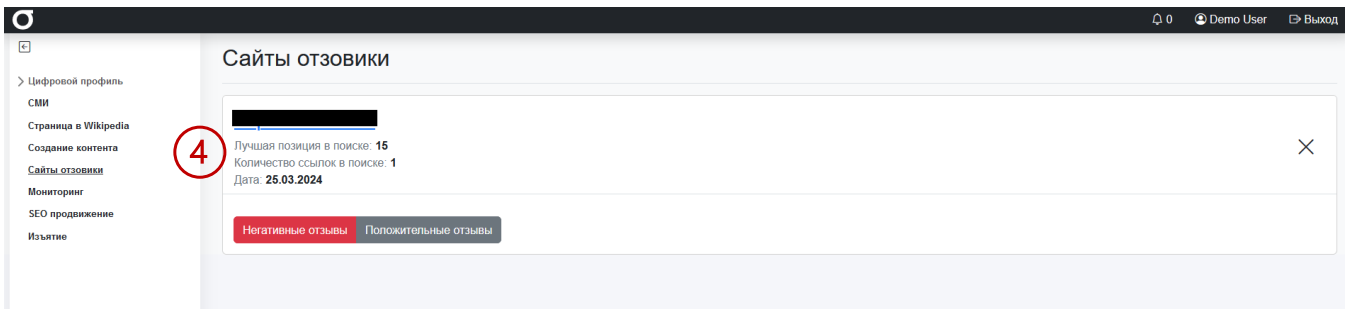 0 Demo User Выход
Сайты отзовики
Цифровой профиль
СМИ
Страница в Wikipedia
Создание контента
Сайты отзовики
Мониторинг
SEO продвижение
Изъятие
4
Лучшая позиция в поиске: 15
Количество ссылок в поиске: 1
Дата: 25.03.2024
Негативные отзывы Положительные отзывы